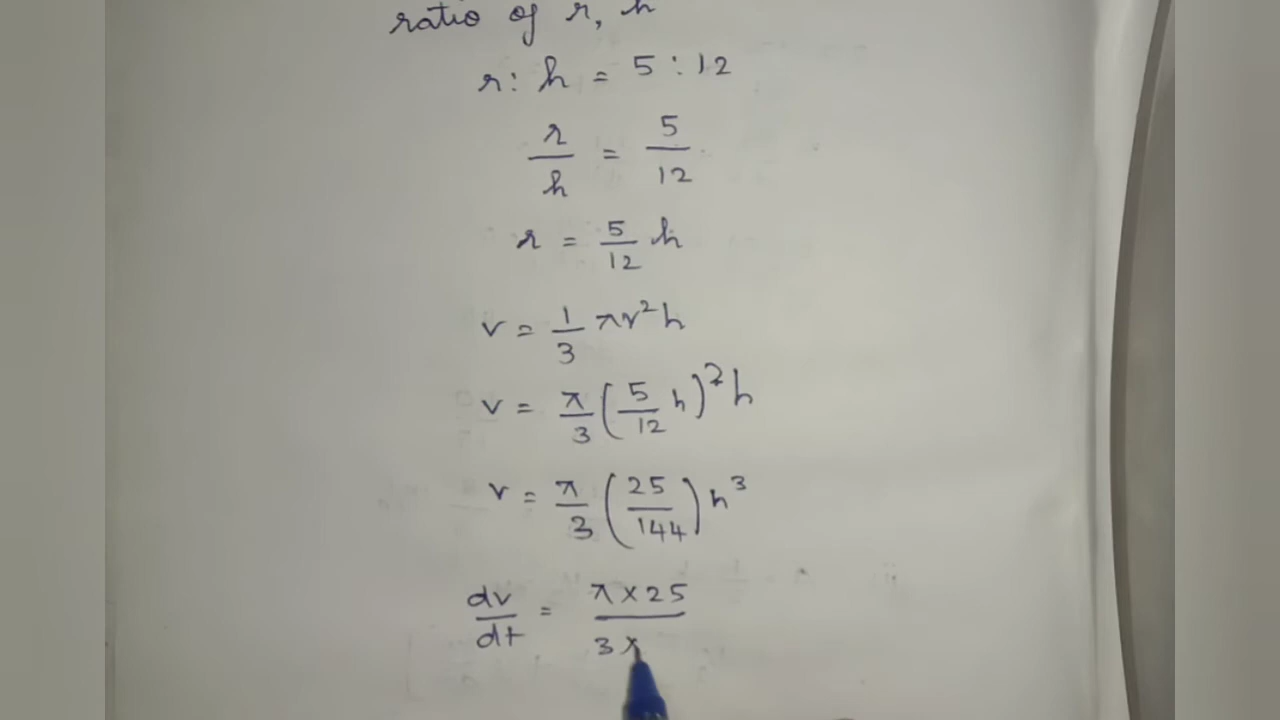 ratio of r, h
r : h = 5 : 12
r/h = 5/12
r = 5/12 h
v = 1/3 πr²h
v = π/3 (5/12 h)² h
v = π/3 (25/144) h³
dv/dt = π×25/3×